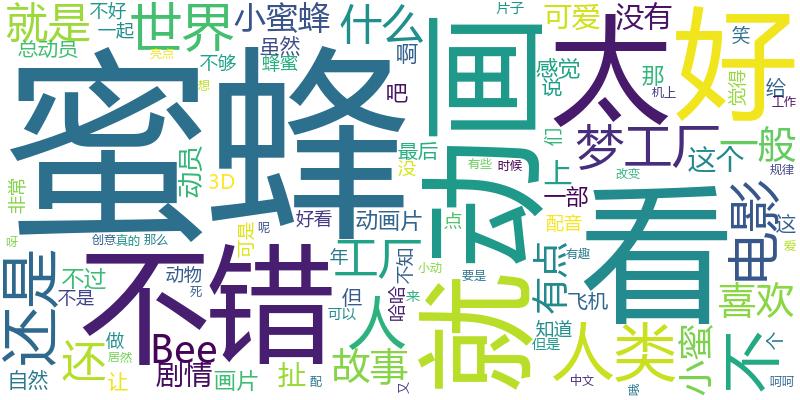 就是
不好
一起
世界
小蜜蜂
什么
片子
可爱
没有
好
笑
总动员
亮点
不够
虽然
蜂蜜
啊
吧
动画
太
感觉
说
那
觉得
给
机上
工作
想
蜜蜂
梦工厂
一般
这个
们
上
动员
3D
最后
没
有些
时候
看
改变
规律
非常
一部
电影
这
爱
好看
动画片
点
配音
呀
创意
真的
那么
可是
呢
还是
不错
工厂
年
不知
小动
有点
有趣
不过
不是
动物
死
但
哈哈
来
要是
飞机
喜欢
就
人
可以
知道
但是
人类
小蜜
不
个
还
做
居然
Bee
剧情
故事
自然
让
画片
扯
配
又
中文
呵呵